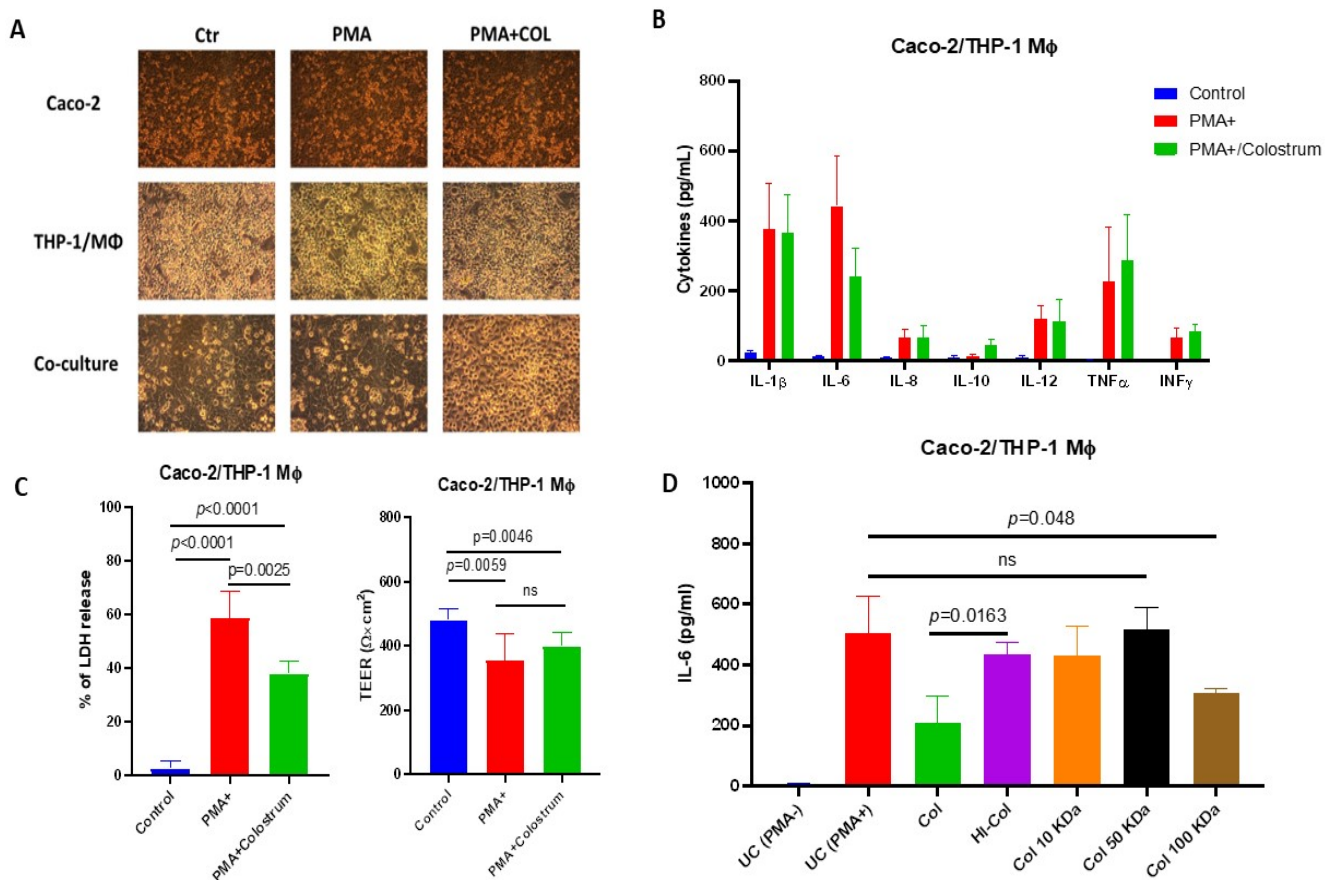 A
Ctr PMA PMA+COL
Caco-2
THP-1/MΦ
Co-culture
B
Caco-2/THP-1 Mϕ
Cytokines (pg/mL)
800
600
400
200
0
IL-1β IL-6 IL-8 IL-10 IL-12 TNFα INFγ
Control
PMA+
PMA+/Colostrum
C
Caco-2/THP-1 Mϕ
% of LDH release
100
80
60
40
20
0
p<0.0001
p<0.0001
p=0.0025
Control PMA+ PMA+Colostrum
Caco-2/THP-1 Mϕ
TEER (Ω× cm²)
800
600
400
200
0
p=0.0046
p=0.0059
ns
Control PMA+ PMA+Colostrum
D
Caco-2/THP-1 Mϕ
IL-6 (pg/ml)
1000
800
600
400
200
0
p=0.048
ns
p=0.0163
UC (PMA-) UC (PMA+) Col HI-Col Col 10 KDa Col 50 KDa Col 100 KDa